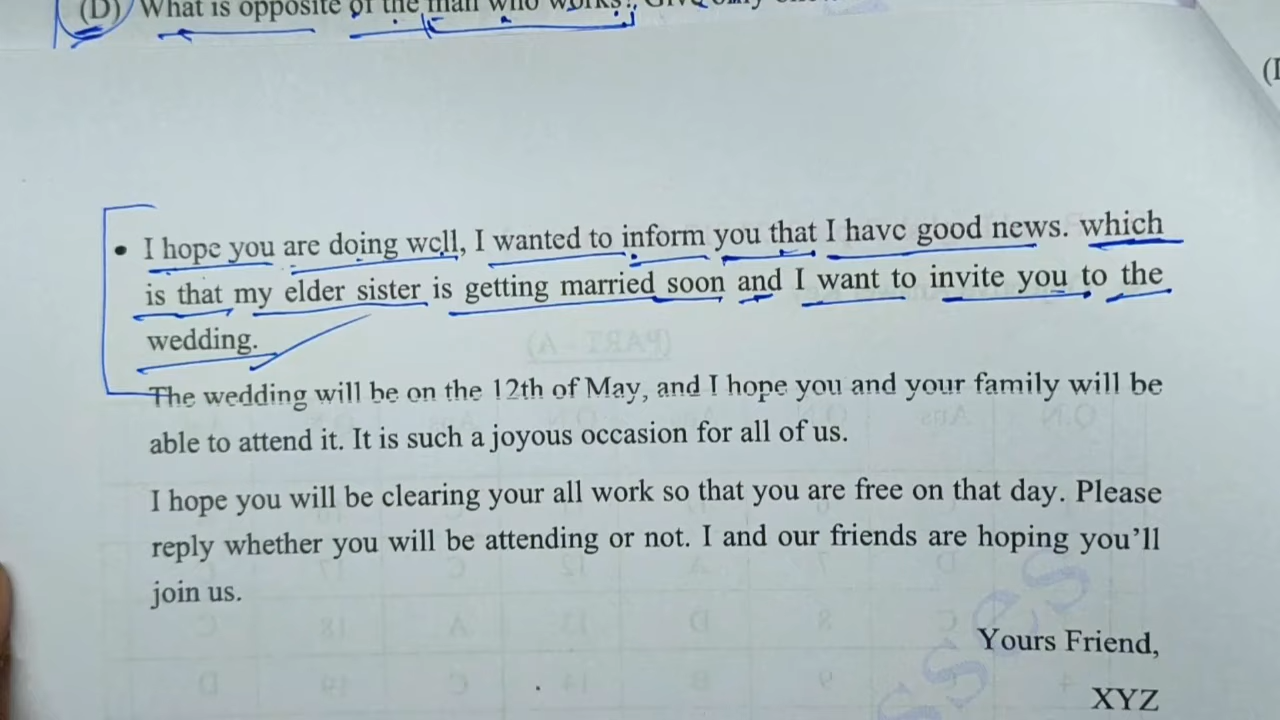 (D) What is opposite of the man who works?
(I
• I hope you are doing well, I wanted to inform you that I have good news. which
is that my elder sister is getting married soon and I want to invite you to the
wedding.
The wedding will be on the 12th of May, and I hope you and your family will be
able to attend it. It is such a joyous occasion for all of us.
I hope you will be clearing your all work so that you are free on that day. Please
reply whether you will be attending or not. I and our friends are hoping you'll
join us.
Yours Friend,
XYZ